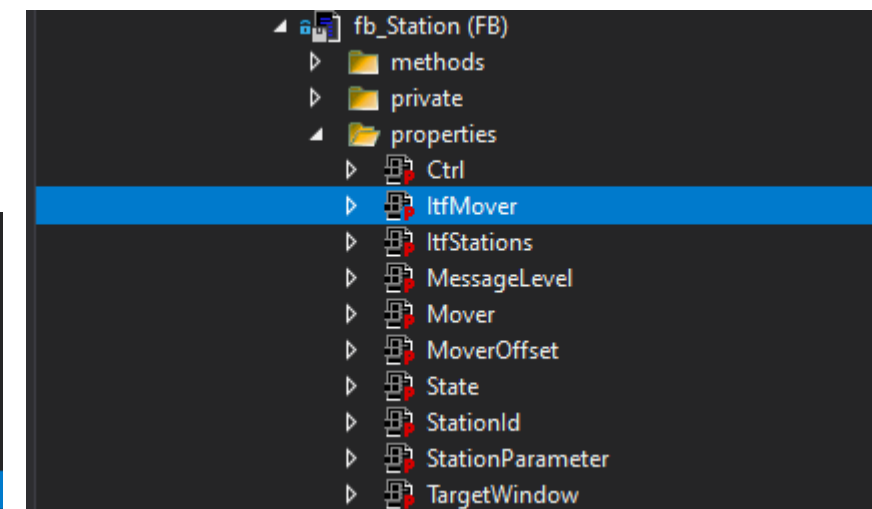 fb_Station (FB)
methods
private
properties
Ctrl
ItfMover
ItfStations
MessageLevel
Mover
MoverOffset
State
StationId
StationParameter
TargetWindow